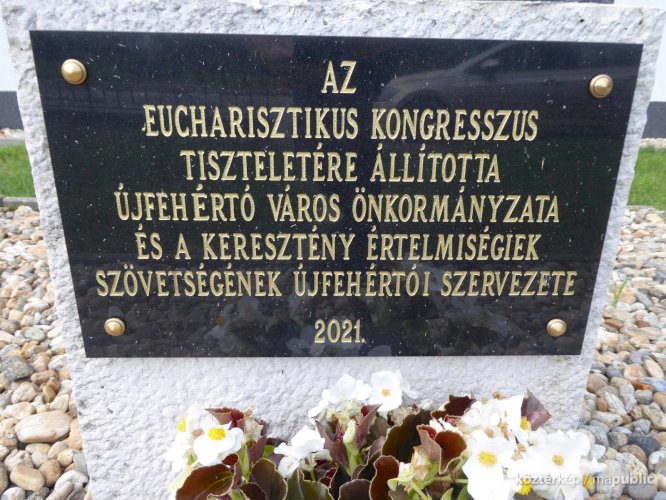 AZ
EUCHARISZTIKUS KONGRESSZUS
TISZTELETÉRE ÁLLÍTOTTA
ÚJFEHÉRTÓ VÁROS ÖNKORMÁNYZATA
ÉS A KERESZTÉNY ÉRTELMISÉGIEK
SZÖVETSÉGÉNEK ÚJFEHÉRTÓI SZERVEZETE
2021.
köztérkép/mapublic